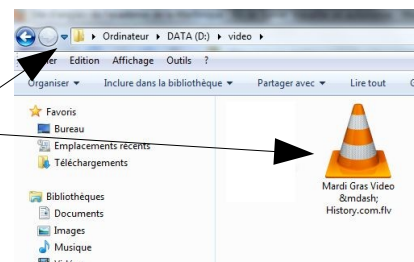 Ordinateur ▸ DATA (D:) ▸ video ▸
Edition Affichage Outils ?
Organiser ▾ Inclure dans la bibliothèque ▾ Partager avec ▾ Lire tout
Favoris
Bureau
Emplacements récents
Téléchargements
Bibliothèques
Documents
Images
Musique
Mardi Gras Video
&mdash;
History.com.flv